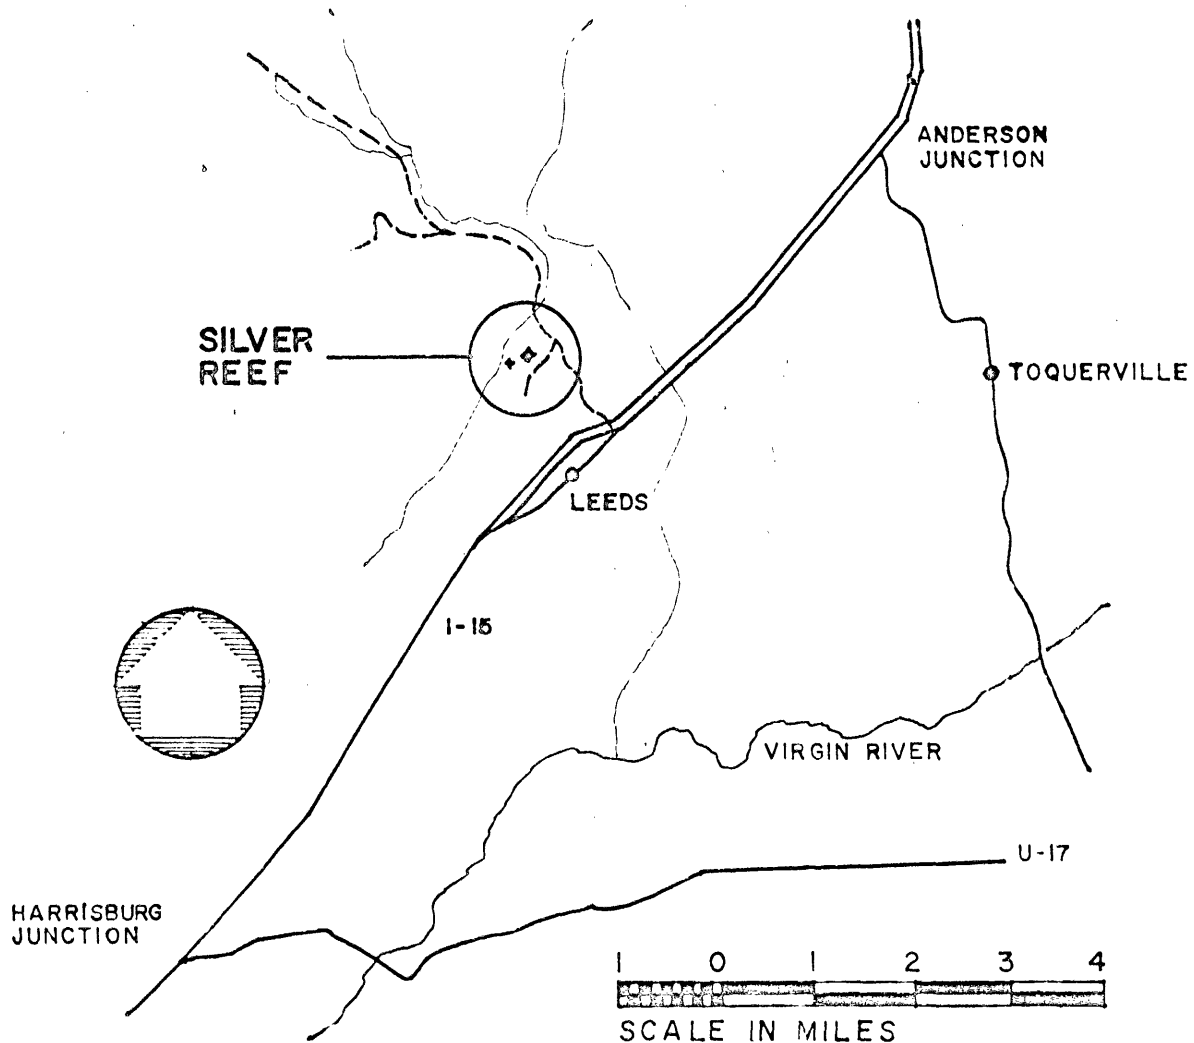 ANDERSON
JUNCTION
SILVER
REEF
TOQUERVILLE
LEEDS
I-15
VIRGIN RIVER
U-17
HARRISBURG
JUNCTION
1 0 1 2 3 4
SCALE IN MILES